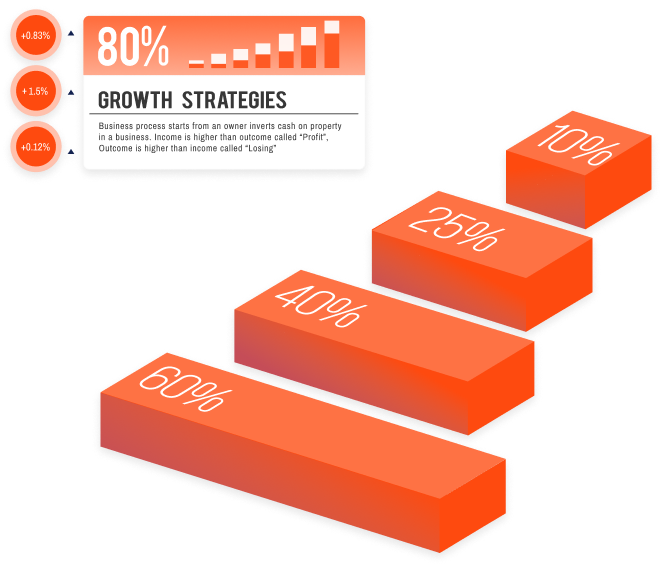 +0.83%
80%
+ 1.6%
GROWTH STRATEGIES
Business process starts from an owner inverts cash on property
in a business. Income is higher than outcome called “Profit”,
Outcome is higher than income called “Losing”
+0.12%
10%
25%
40%
60%